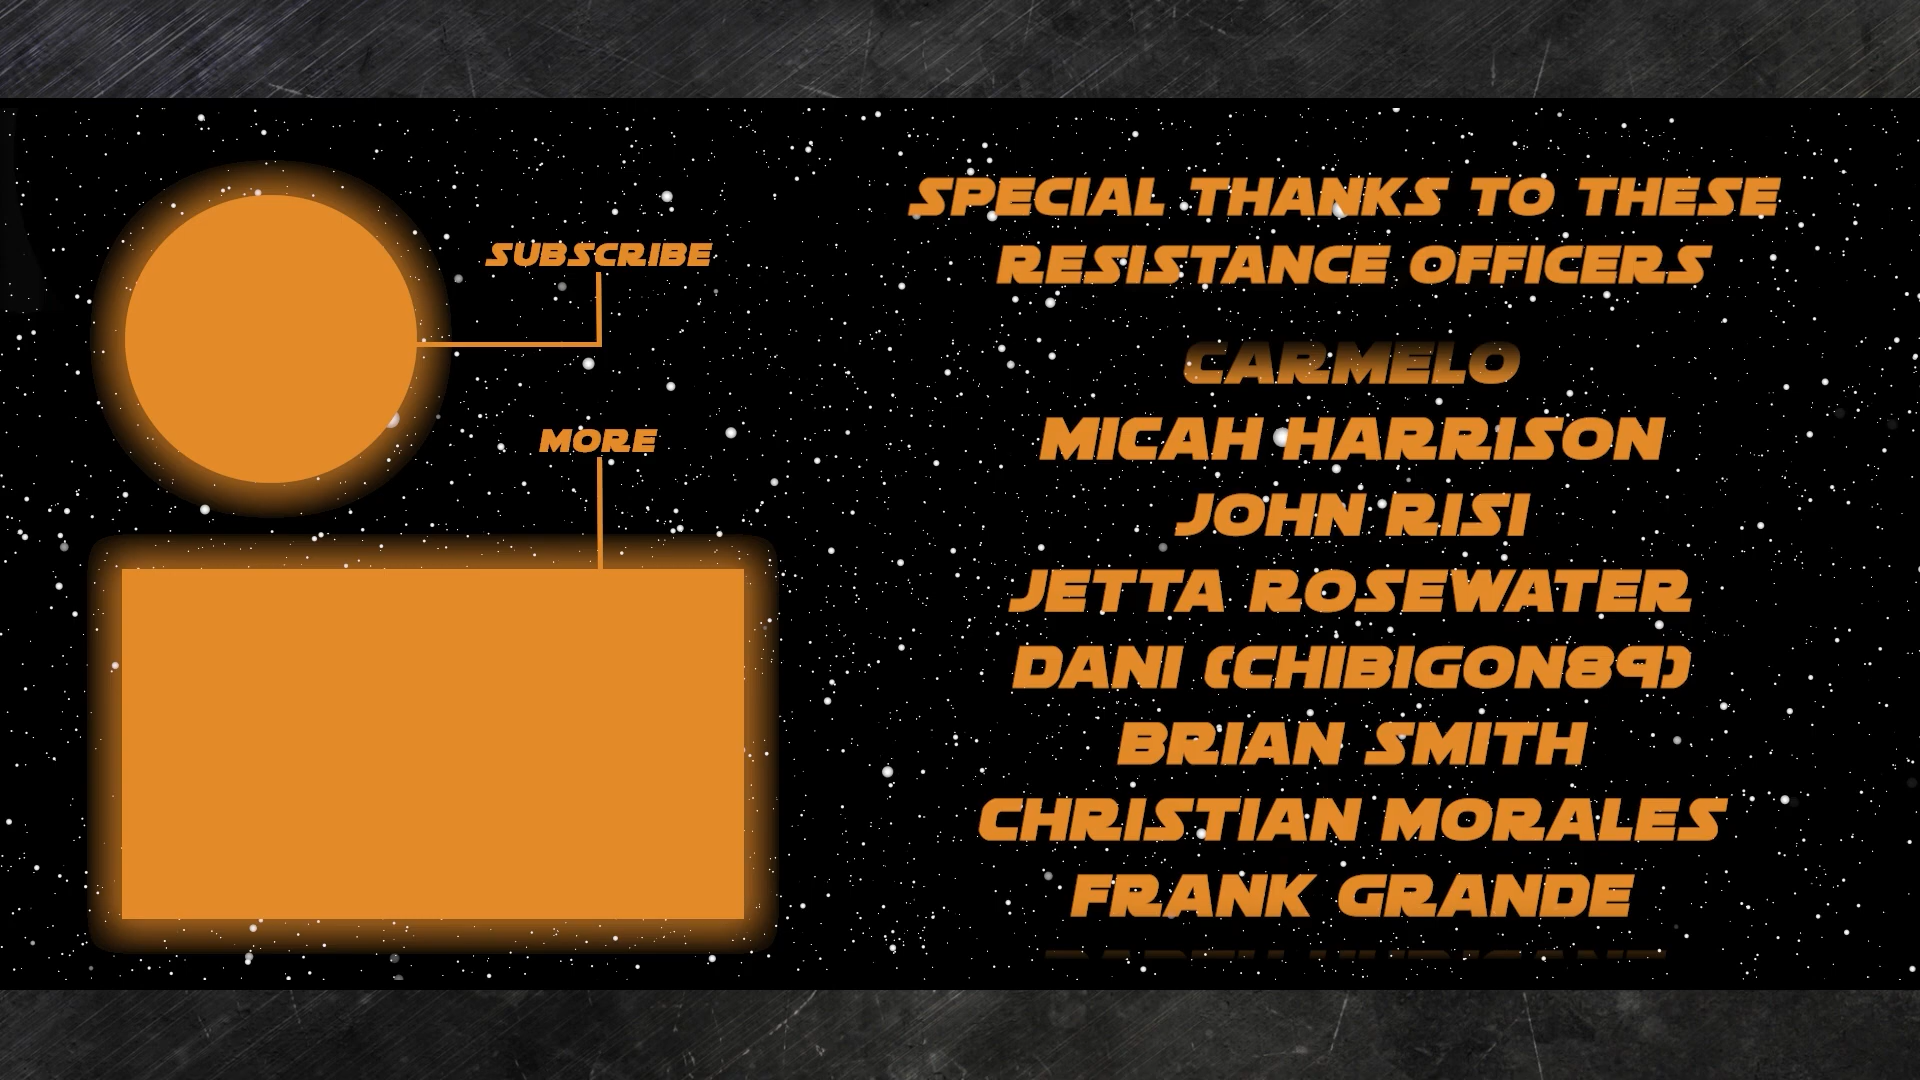 SUBSCRIBE
MORE
SPECIAL THANKS TO THESE
RESISTANCE OFFICERS
CARMELO
MICAH HARRISON
JOHN RISI
JETTA ROSEWATER
DANI (CHIBIGON89)
BRIAN SMITH
CHRISTIAN MORALES
FRANK GRANDE